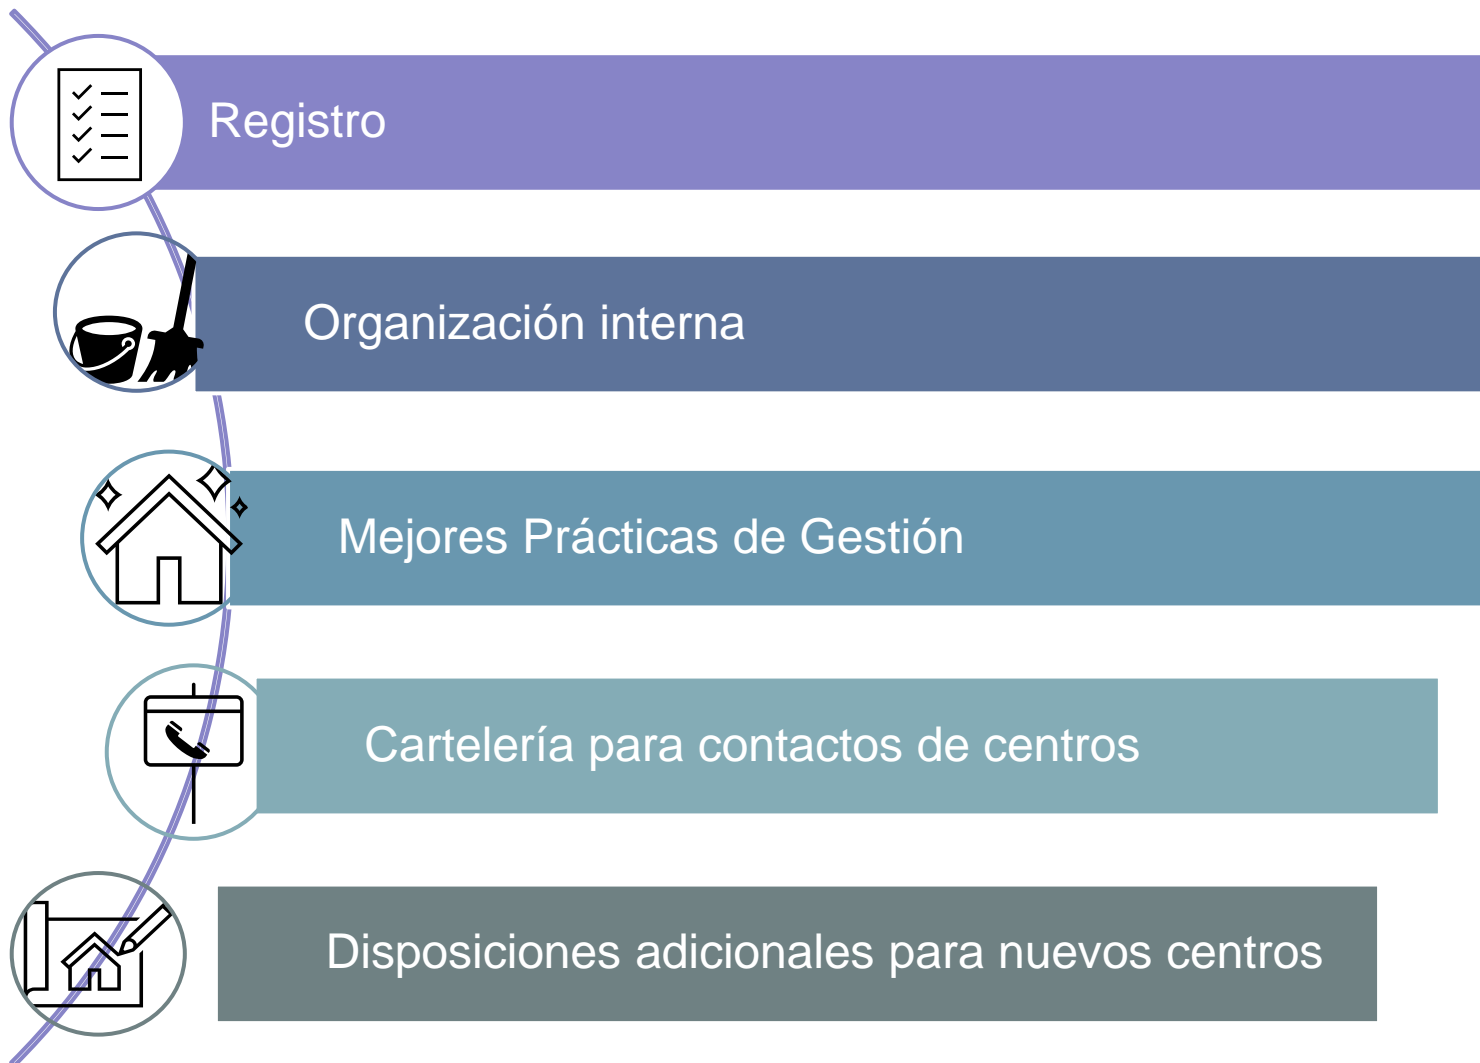 Registro
Organización interna
Mejores Prácticas de Gestión
Cartelería para contactos de centros
Disposiciones adicionales para nuevos centros